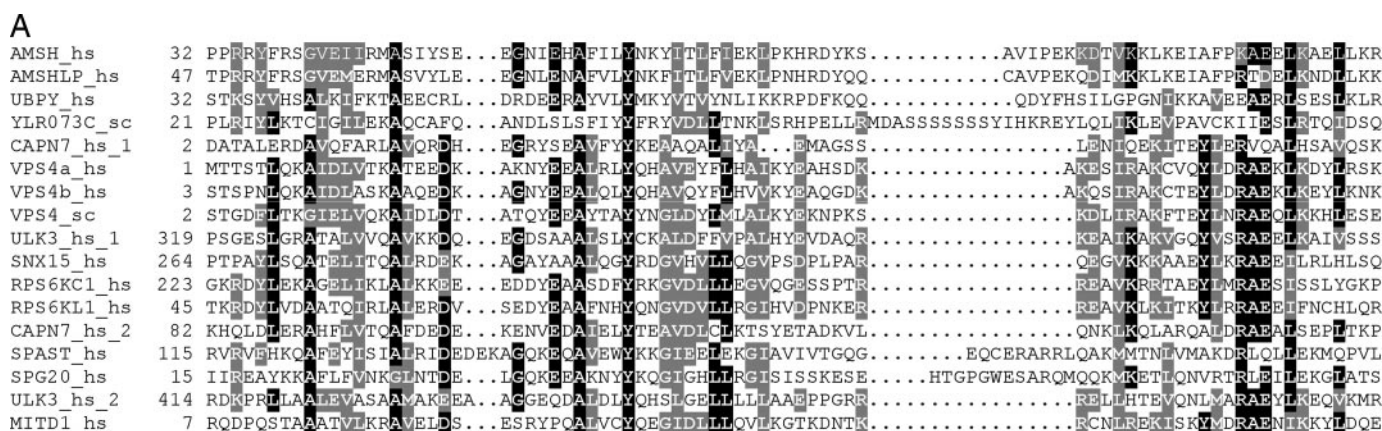 A
AMSH_hs 32 PPRRYFRSGVEIIRMASIYSE...EGNIEHAFILYNKYITLFIEKLPKHRDYKS............AVIPEKKDTVKKLKEIAFPKAEELKAELLKR
AMSHLP_hs 47 TPRRYFRSGVEMERMASVYLE...EGNLENAFVLYNKFITLFVEKLPNHRDYQQ............CAVPEKQDIMKKLKEIAFPRTDELKNDLLKK
UBPY_hs 32 STKSYVHSALKIFKTAEECRL...DRDEERAYVLYMKYVTVYNLIKKRPDFKQQ............QDYFHSILGPGNIKKAVEEAERLSESLKLR
YLR073C_sc 21 PLRIYLKTCIGILEKAQCAFQ...ANDLSLSFIYYFRYVDLLTNKLSRHPELLRMDASSSSSSSSYIHKREYLQLIKLEVPAVCKIIESLRTQIDSQ
CAPN7_hs_1 2 DATALERDAVQFARLAVQRDH...EGRYSEAVFYYKEAAQALIYA...EMAGSS..................LENIQEKITEYLERVQALHSAVQSK
VPS4a_hs 1 MTTSTLQKAIDLVTKATEEDK...AKNYEEALRLYQHAVEYFLHAIKYEAHSDK..................AKESIRAKCVQYLDRAEKLKDYLRSK
VPS4b_hs 3 STSPNLQKAIDLASKAAQEDK...AGNYEEALQLYQHAVQYFLHVVKYEAQGDK..................AKQSIRAKCTEYLDRAEKLKEYLKNK
VPS4_sc 2 STGDFLTKGIELVQKAIDLDT...ATQYEEAYTAYYNGLDYLMLALKYEKNPKS..................KDLIRAKFTEYLNRAEQLKKHLESE
ULK3_hs_1 319 PSGESLGRATALVVQAVKKDQ...EGDSAAALSLYCKALDFFVPALHYEVDAQR..................KEAIKAKVGQYVSRAEELKAIVSSS
SNX15_hs 264 TPAYLSQATELITQALRDEK...AGAYAAALQGYRDGVHVLLQGVPSDPLPAR..................QEGVKKKAAEYLKRAEEILRLHLSQ
RPS6KC1_hs 223 GKRDYLEKAGELIKLALKKEE...EDDYEAASDFYRKGVDLLLEGVQGESSPTR..................REAVKRRTAEYLMRAESISSLYGKP
RPS6KL1_hs 45 TKRDYLVDAATQIRLALERDV...SEDYEAAFNHYQNGVDVLLRGIHVDPNKER..................REAVKLKITKYLRRAEEIFNCHLQR
CAPN7_hs_2 82 KHQLDLERAHFLVTQAFDEDE...KENVEDAIELYTEAVDLCLKTSYETADKVL..................QNKLKQLARQALDRAEALSEPLTKP
SPAST_hs 115 RVRVFHKQAFEYISIALRIDEDEKAGQKEQAVEWYKKGIEELEKGIAVIVTGQG.........EQCERARRLQAKMMTNLVMAKDRLQLLEKMQPVL
SPG20_hs 15 IIREAYKKAFLFVNKGLNTDE...LGQKEEAKNYYKQGIGHLLRGISISSKESE......HTGPGWESARQMQQKMKETLQNVRTRLEILEKGLATS
ULK3_hs_2 414 RDKPRLLAALEVASAAMAKEEA...AGGEQDALDLYQHSLGELLLLLAAEPPGRR..................RELLHTEVQNLMARAEYLKEQVKMR
MITD1_hs 7 RQDPQSTAAATVLKRAVELDS...ESRYPQALVCYQEGIDLLLQVLKGTKDNTK..................RCNLREKISKYMDRAENIKKYLDQE